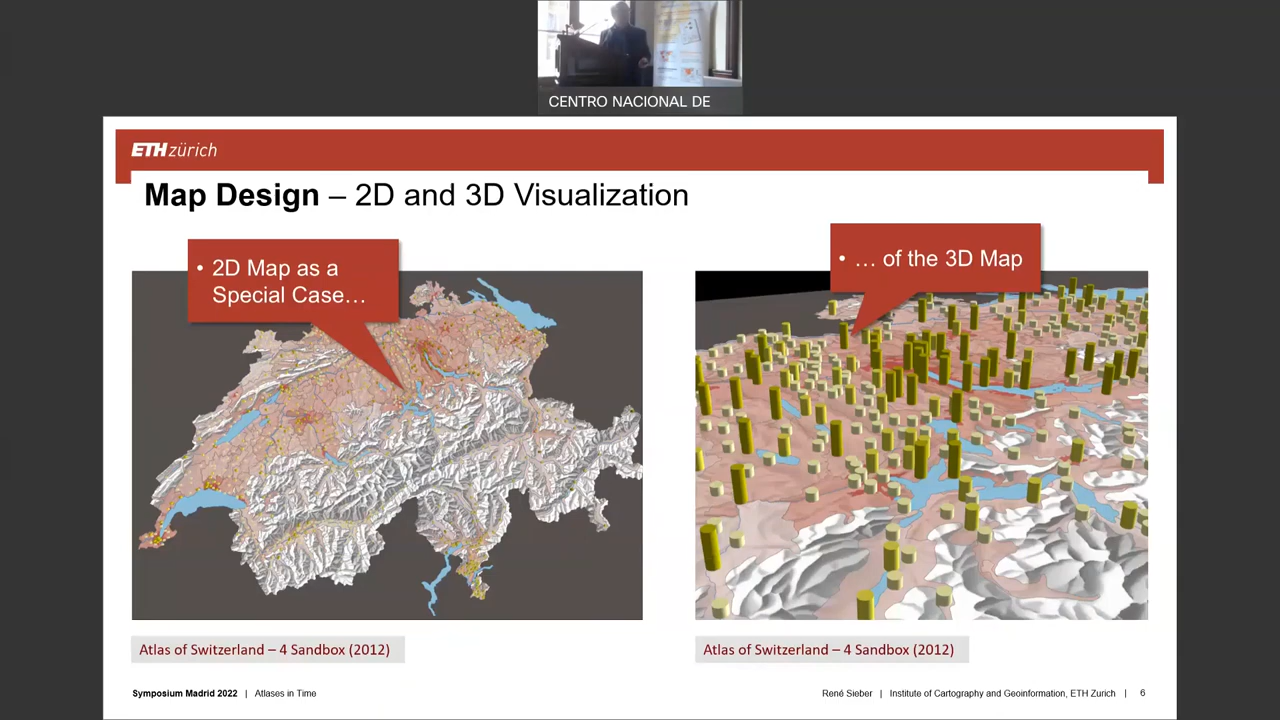 CENTRO NACIONAL DE
ETH zürich
Map Design – 2D and 3D Visualization
• 2D Map as a
Special Case…
• … of the 3D Map
Atlas of Switzerland – 4 Sandbox (2012)
Atlas of Switzerland – 4 Sandbox (2012)
Symposium Madrid 2022 | Atlases in Time
René Sieber | Institute of Cartography and Geoinformation, ETH Zurich | 6